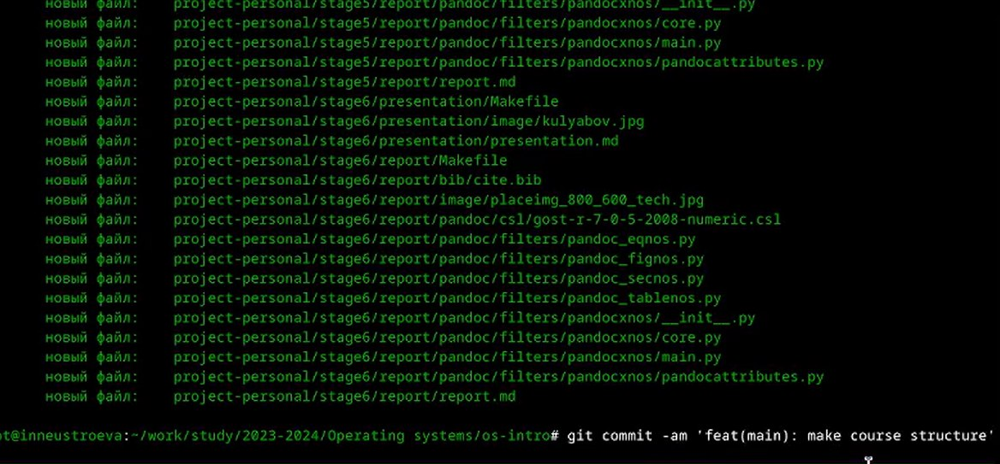 новый файл: project-personal/stage5/report/pandoc/filters/pandocxnos/__init__.py
новый файл: project-personal/stage5/report/pandoc/filters/pandocxnos/core.py
новый файл: project-personal/stage5/report/pandoc/filters/pandocxnos/main.py
новый файл: project-personal/stage5/report/pandoc/filters/pandocxnos/pandocattributes.py
новый файл: project-personal/stage5/report/report.md
новый файл: project-personal/stage6/presentation/Makefile
новый файл: project-personal/stage6/presentation/image/kulyabov.jpg
новый файл: project-personal/stage6/presentation/presentation.md
новый файл: project-personal/stage6/report/Makefile
новый файл: project-personal/stage6/report/bib/cite.bib
новый файл: project-personal/stage6/report/image/placeimg_800_600_tech.jpg
новый файл: project-personal/stage6/report/pandoc/csl/gost-r-7-0-5-2008-numeric.csl
новый файл: project-personal/stage6/report/pandoc/filters/pandoc_eqnos.py
новый файл: project-personal/stage6/report/pandoc/filters/pandoc_fignos.py
новый файл: project-personal/stage6/report/pandoc/filters/pandoc_secnos.py
новый файл: project-personal/stage6/report/pandoc/filters/pandoc_tablenos.py
новый файл: project-personal/stage6/report/pandoc/filters/pandocxnos/__init__.py
новый файл: project-personal/stage6/report/pandoc/filters/pandocxnos/core.py
новый файл: project-personal/stage6/report/pandoc/filters/pandocxnos/main.py
новый файл: project-personal/stage6/report/pandoc/filters/pandocxnos/pandocattributes.py
новый файл: project-personal/stage6/report/report.md
ot@inneustroeva:~/work/study/2023-2024/Operating systems/os-intro# git commit -am 'feat(main): make course structure'